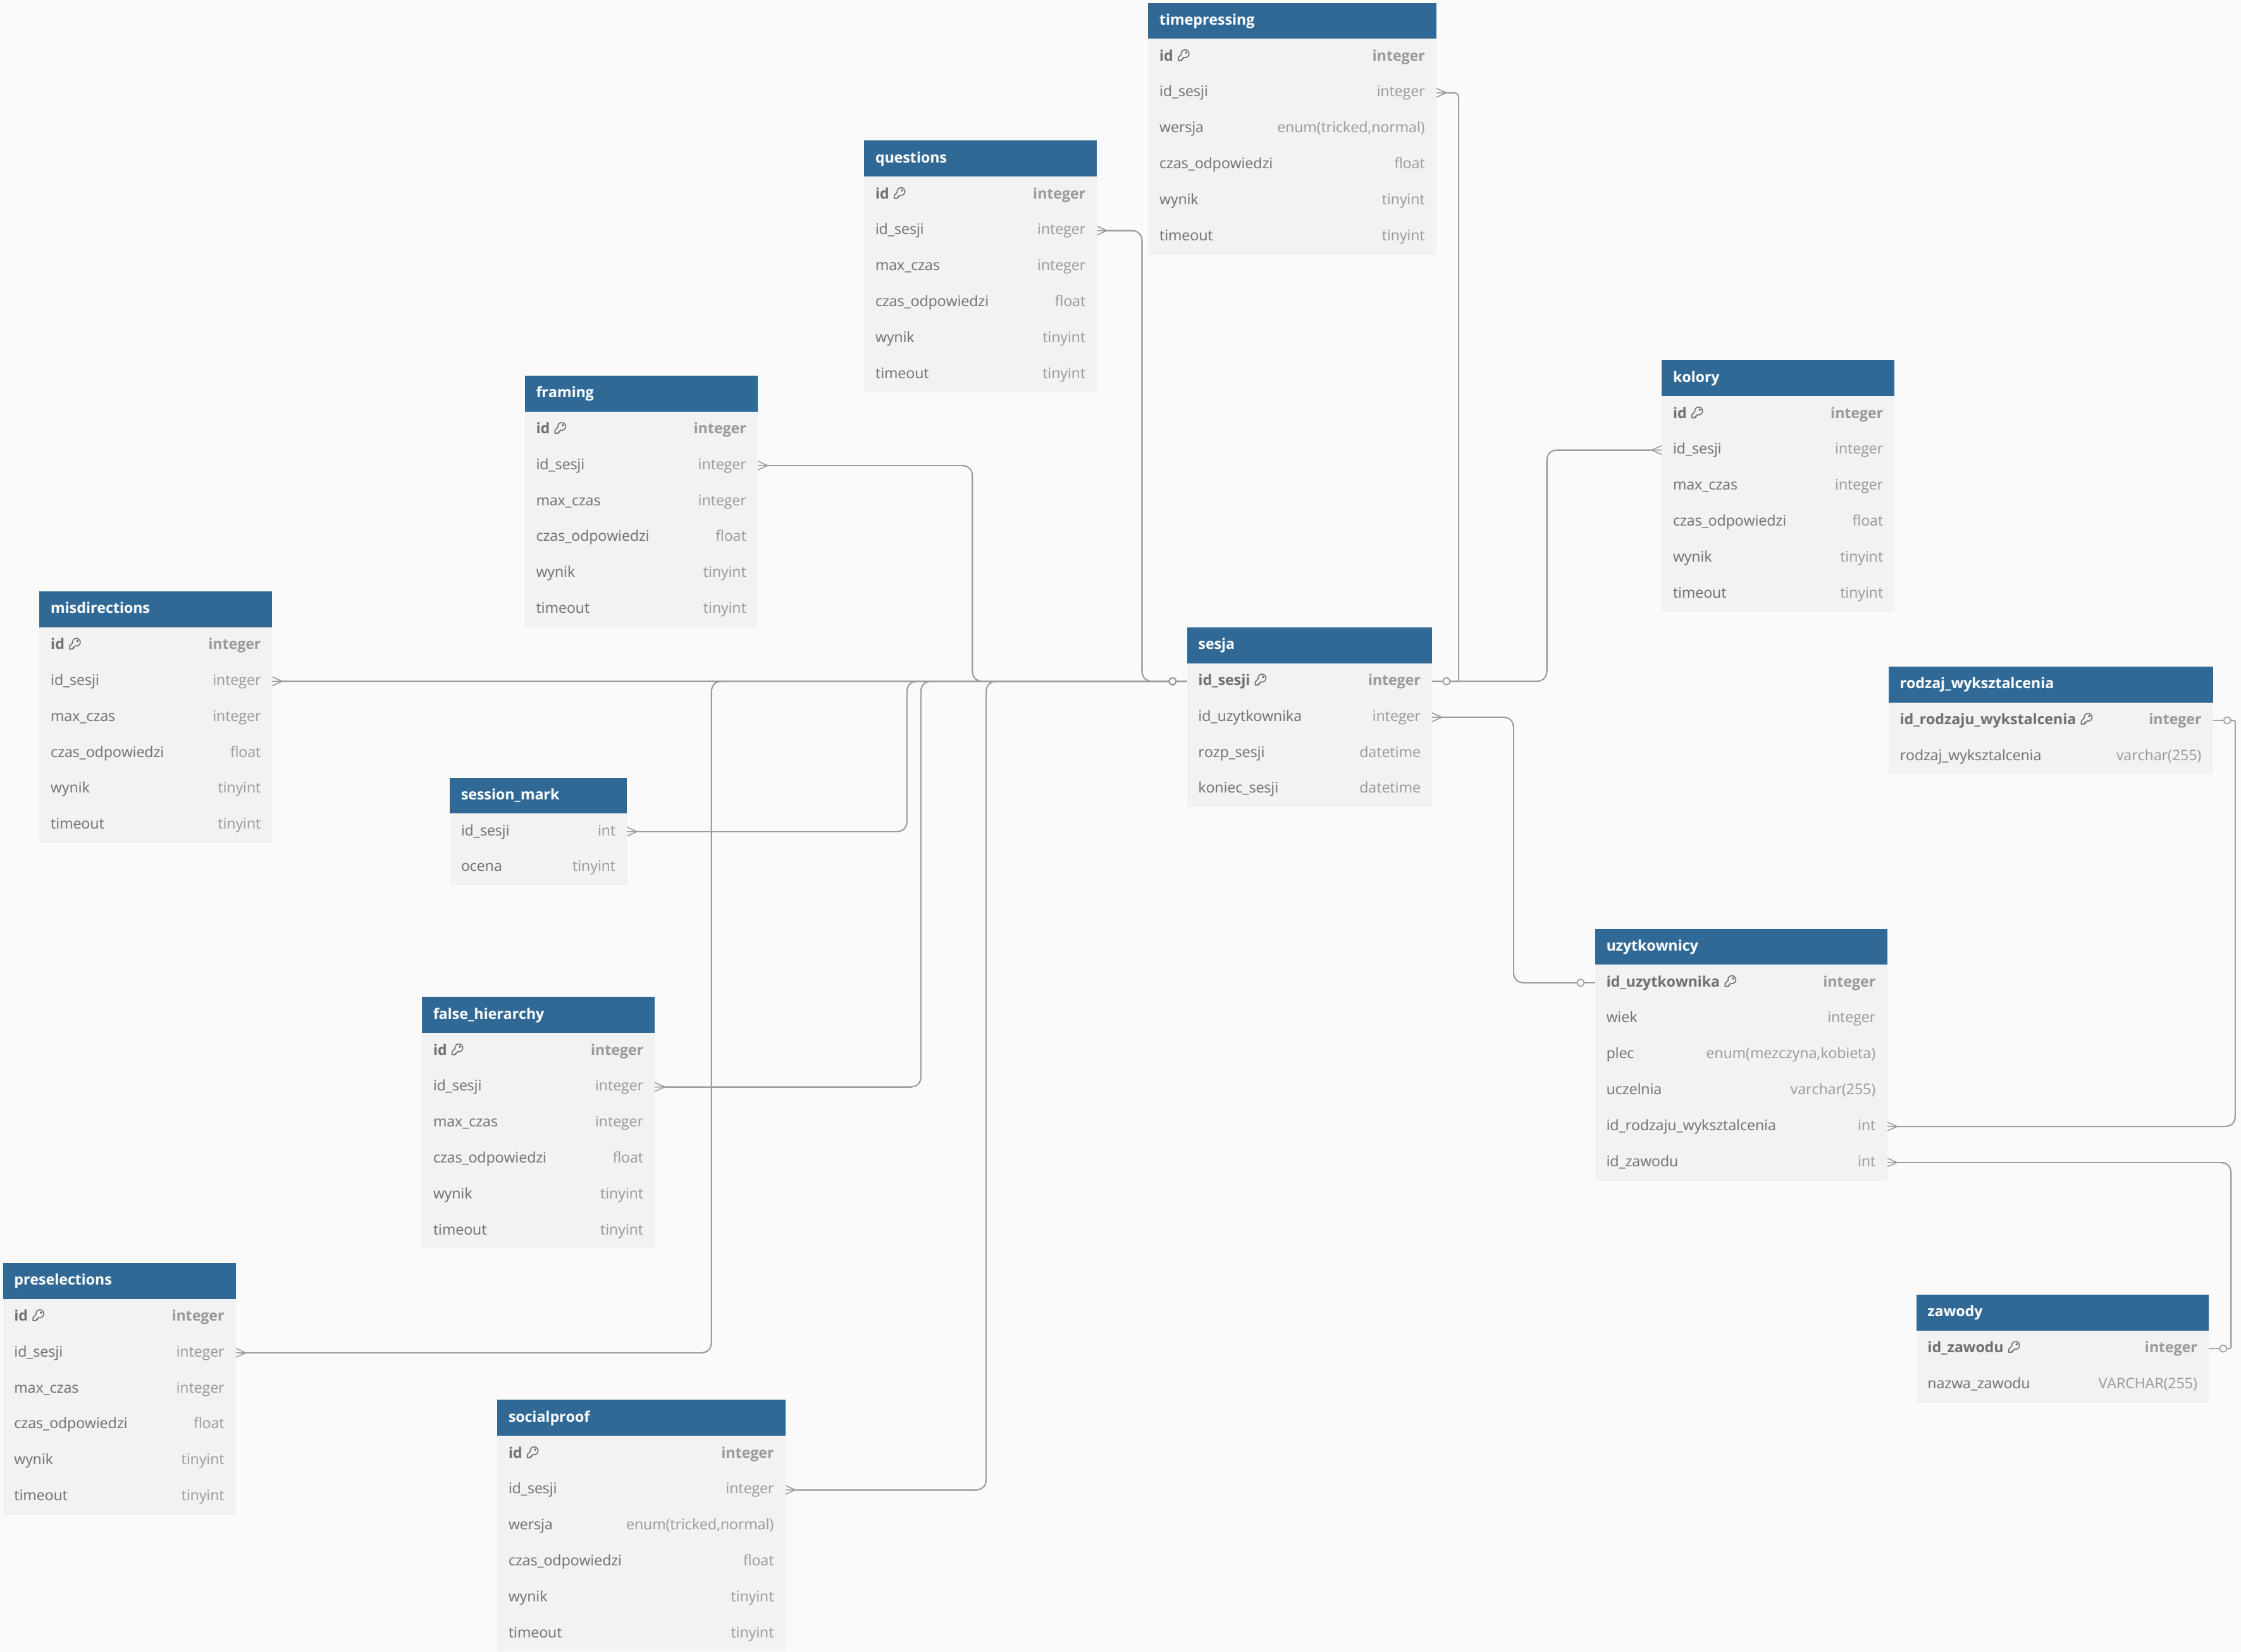 timepressing
id integer
id_sesji integer
wersja enum(tricked,normal)
czas_odpowiedzi float
wynik tinyint
timeout tinyint
questions
id integer
id_sesji integer
max_czas integer
czas_odpowiedzi float
wynik tinyint
timeout tinyint
kolory
id integer
id_sesji integer
max_czas integer
czas_odpowiedzi float
wynik tinyint
timeout tinyint
framing
id integer
id_sesji integer
max_czas integer
czas_odpowiedzi float
wynik tinyint
timeout tinyint
misdirections
id integer
id_sesji integer
max_czas integer
czas_odpowiedzi float
wynik tinyint
timeout tinyint
sesja
id_sesji integer
id_uzytkownika integer
rozp_sesji datetime
koniec_sesji datetime
rodzaj_wyksztalcenia
id_rodzaju_wykstalcenia integer
rodzaj_wyksztalcenia varchar(255)
session_mark
id_sesji int
ocena tinyint
uzytkownicy
id_uzytkownika integer
wiek integer
plec enum(mezczyna,kobieta)
uczelnia varchar(255)
id_rodzaju_wyksztalcenia int
id_zawodu int
false_hierarchy
id integer
id_sesji integer
max_czas integer
czas_odpowiedzi float
wynik tinyint
timeout tinyint
preselections
id integer
id_sesji integer
max_czas integer
czas_odpowiedzi float
wynik tinyint
timeout tinyint
zawody
id_zawodu integer
nazwa_zawodu VARCHAR(255)
socialproof
id integer
id_sesji integer
wersja enum(tricked,normal)
czas_odpowiedzi float
wynik tinyint
timeout tinyint